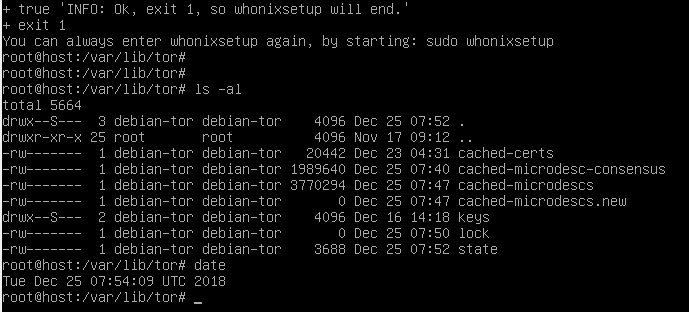 + true 'INFO: Ok, exit 1, so whonixsetup will end.'
+ exit 1
You can always enter whonixsetup again, by starting: sudo whonixsetup
root@host:/var/lib/tor#
root@host:/var/lib/tor#
root@host:/var/lib/tor# ls -al
total 5664
drwx--S---  3 debian-tor debian-tor    4096 Dec 25 07:52 .
drwxr-xr-x 25 root       root          4096 Nov 17 09:12 ..
-rw-------  1 debian-tor debian-tor   20442 Dec 23 04:31 cached-certs
-rw-------  1 debian-tor debian-tor 1989640 Dec 25 07:40 cached-microdesc-consensus
-rw-------  1 debian-tor debian-tor 3770294 Dec 25 07:47 cached-microdescs
-rw-------  1 debian-tor debian-tor       0 Dec 25 07:47 cached-microdescs.new
drwx--S---  2 debian-tor debian-tor    4096 Dec 16 14:18 keys
-rw-------  1 debian-tor debian-tor       0 Dec 25 07:50 lock
-rw-------  1 debian-tor debian-tor    3688 Dec 25 07:52 state
root@host:/var/lib/tor# date
Tue Dec 25 07:54:09 UTC 2018
root@host:/var/lib/tor# _